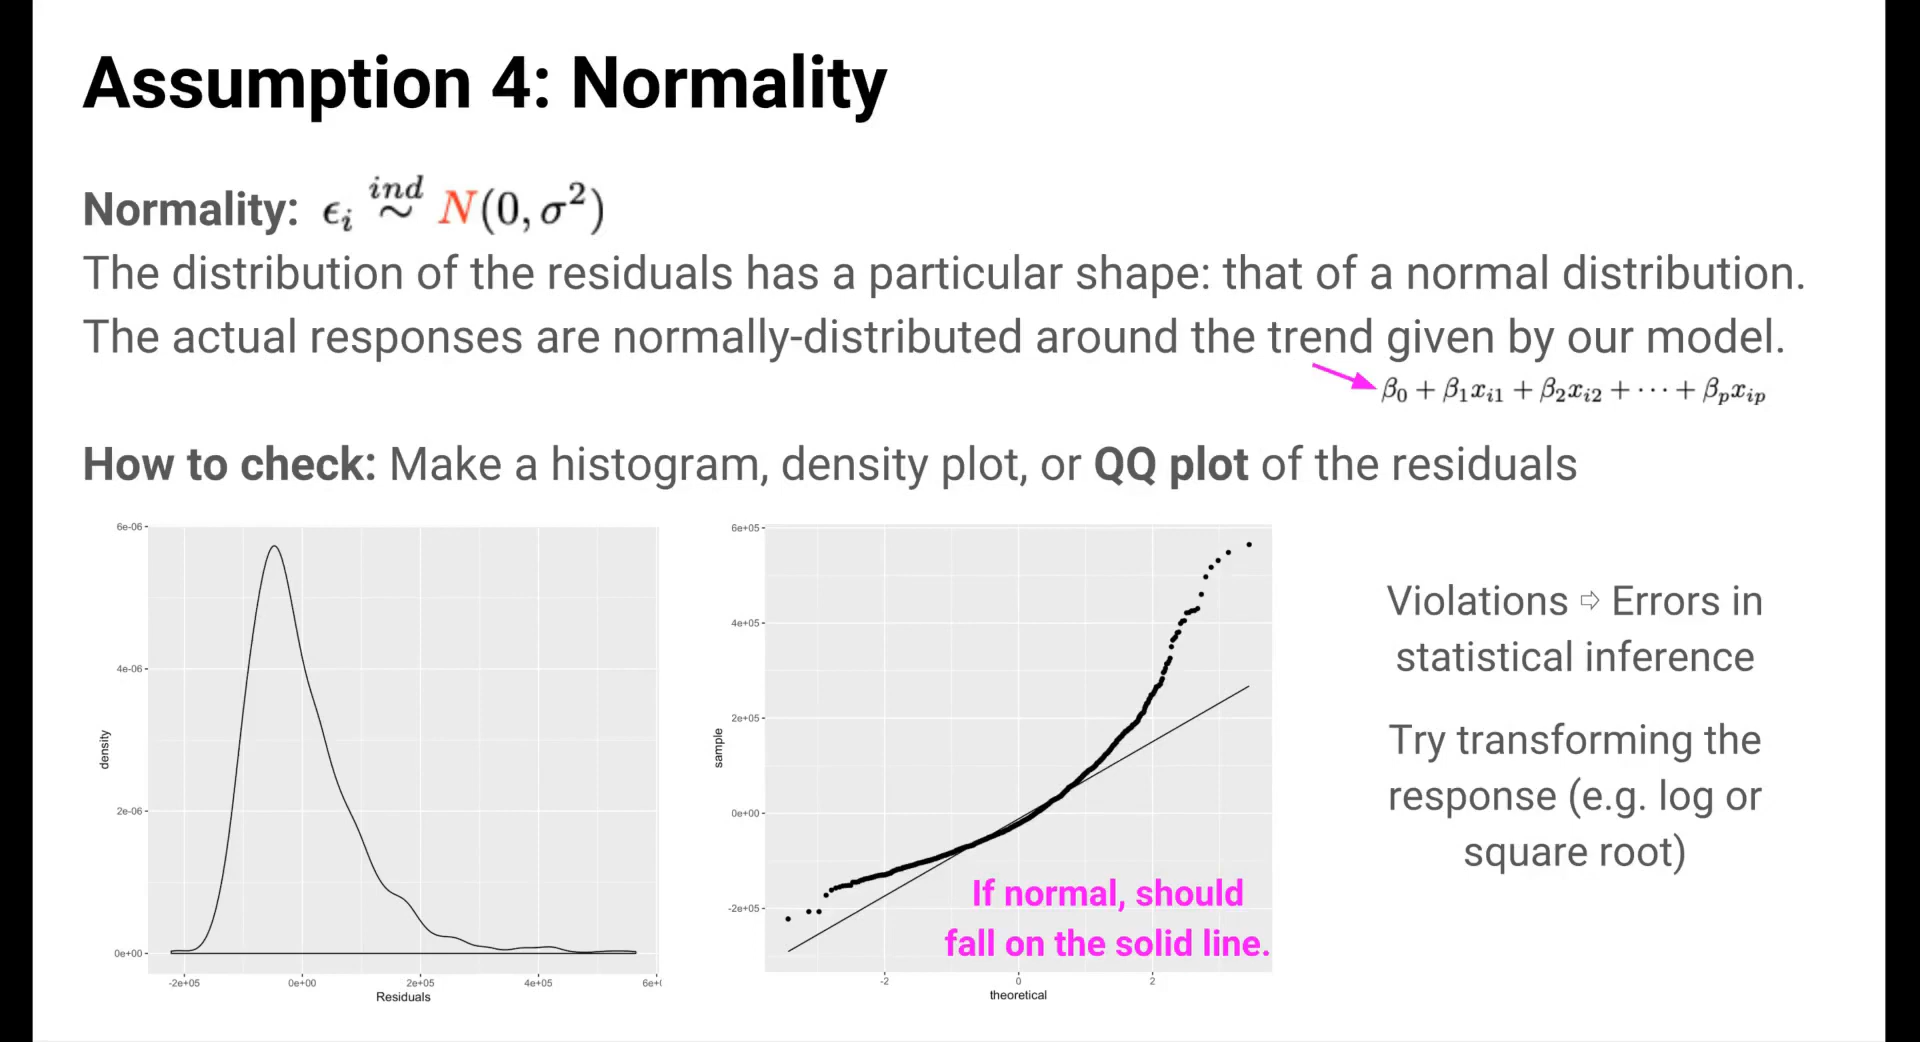 Assumption 4: Normality
Normality: ϵᵢ ind ~ N(0, σ²)
The distribution of the residuals has a particular shape: that of a normal distribution.
The actual responses are normally-distributed around the trend given by our model.
β₀ + β₁xᵢ₁ + β₂xᵢ₂ + ··· + βₚxᵢₚ
How to check: Make a histogram, density plot, or QQ plot of the residuals
6e-06
4e-06
2e-06
0e+00
density
-2e+05 0e+00 2e+05 4e+05
Residuals
6e+05
4e+05
2e+05
0e+00
-2e+05
sample
-2 0 2
theoretical
If normal, should
fall on the solid line.
Violations ⇨ Errors in
statistical inference
Try transforming the
response (e.g. log or
square root)